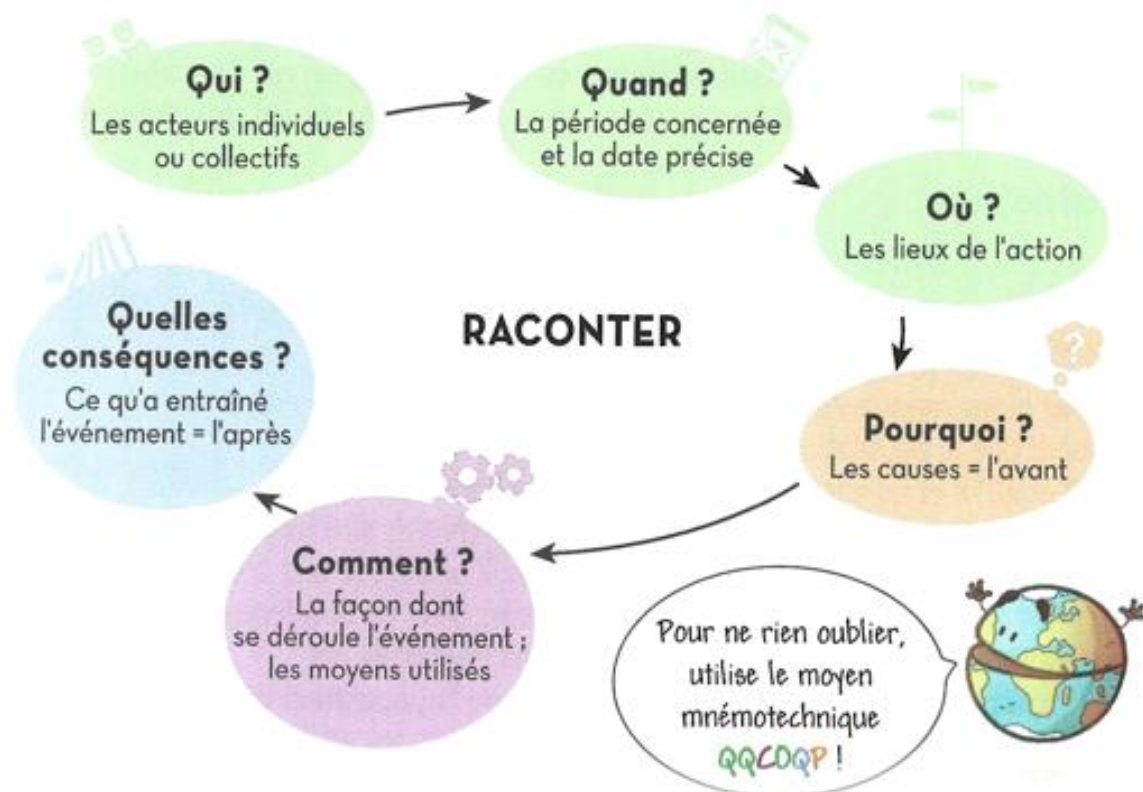 Qui ?
Les acteurs individuels
ou collectifs
Quand ?
La période concernée
et la date précise
Où ?
Les lieux de l'action
RACONTER
Pourquoi ?
Les causes = l'avant
?
Comment ?
La façon dont
se déroule l'événement ;
les moyens utilisés
Quelles
conséquences ?
Ce qu'a entraîné
l'événement = l'après
Pour ne rien oublier,
utilise le moyen
mnémotechnique
QQCOQP !